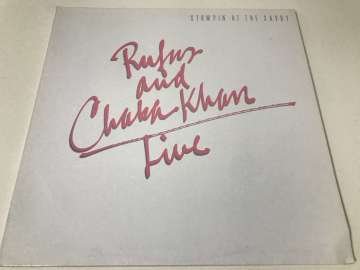 STOMPIN' AT THE SAVOY
Rufus
and
Chaka Khan
Live